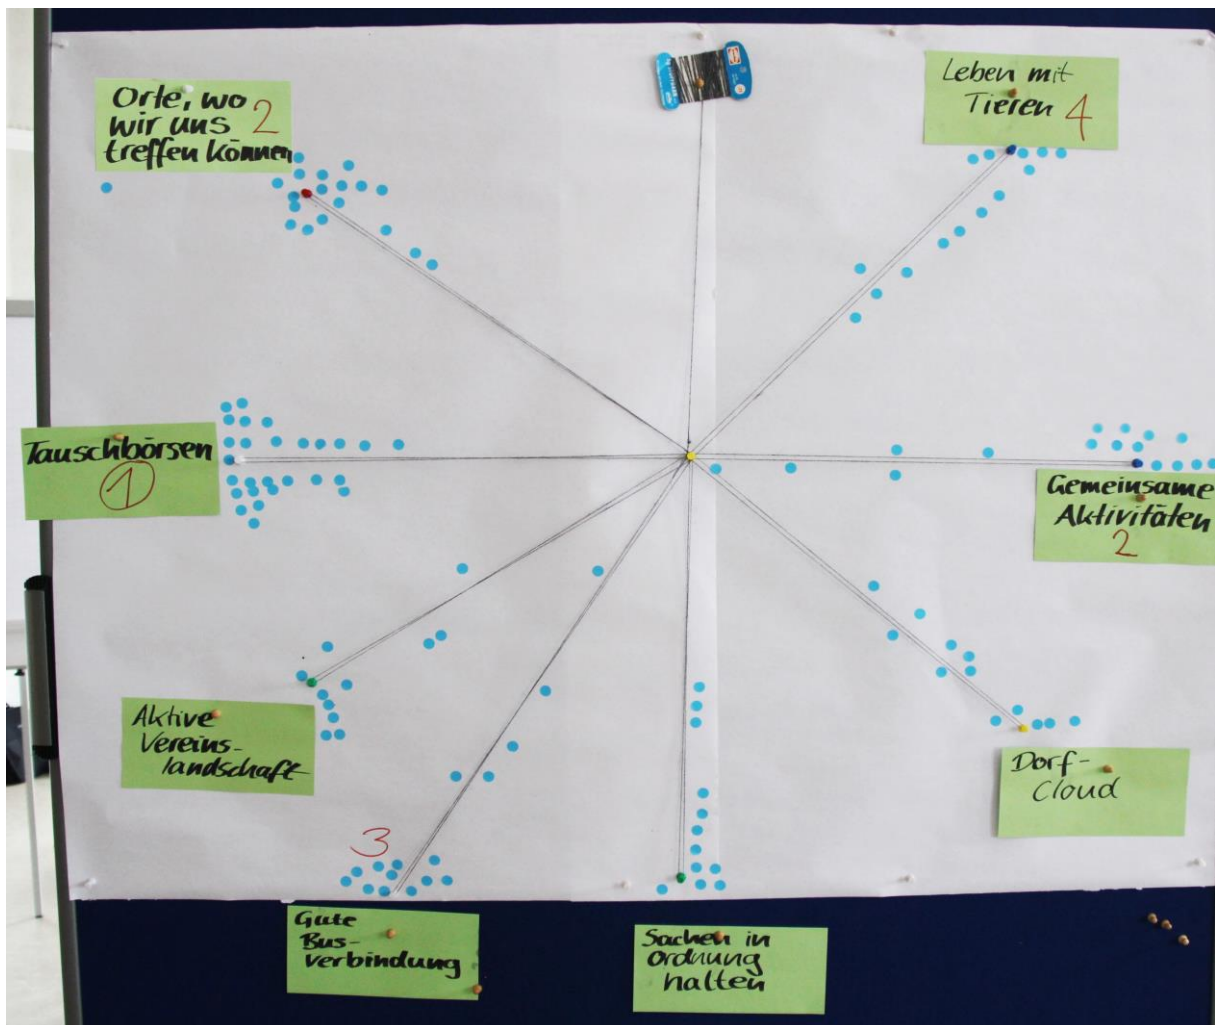 Orte, wo
wir uns 2
treffen können
Leben mit
Tieren 4
Tauschbörsen
1
Gemeinsame
Aktivitäten
2
Aktive
Vereins-
landschaft
Dorf-
Cloud
3
Gute
Bus-
verbindung
Sachen in
Ordnung
halten